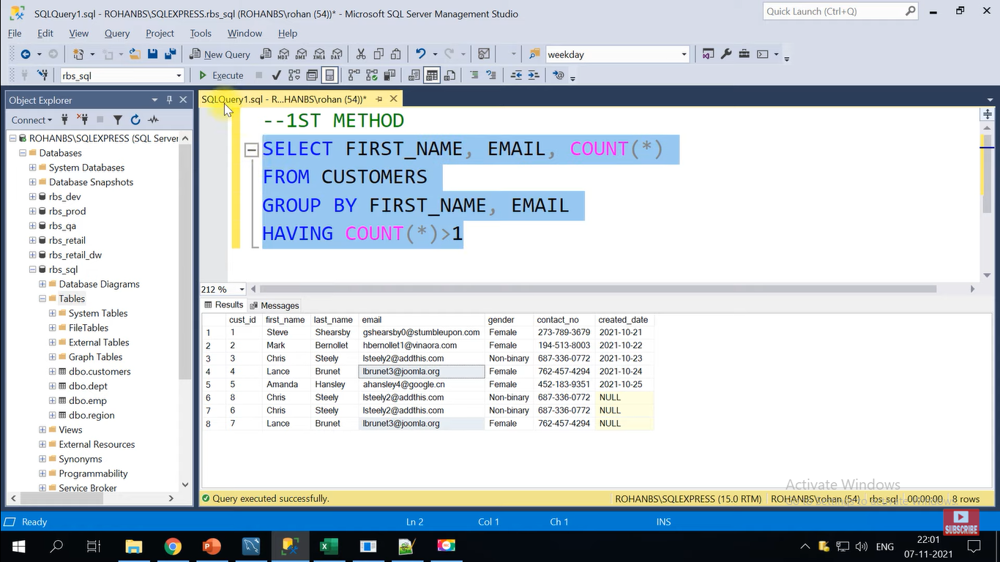 SQLQuery1.sql - ROHANBS\SQLEXPRESS.rbs_sql (ROHANBS\rohan (54))* - Microsoft SQL Server Management Studio
Quick Launch (Ctrl+Q)
File Edit View Query Project Tools Window Help
New Query MDX DMX XMLA DAX weekday
rbs_sql Execute
Object Explorer
SQLQuery1.sql - R...HANBS\rohan (54))*
Connect
ROHANBS\SQLEXPRESS (SQL Server
Databases
System Databases
Database Snapshots
rbs_dev
rbs_prod
rbs_qa
rbs_retail
rbs_retail_dw
rbs_sql
Database Diagrams
Tables
System Tables
FileTables
External Tables
Graph Tables
dbo.customers
dbo.dept
dbo.emp
dbo.region
Views
External Resources
Synonyms
Programmability
Service Broker
--1ST METHOD
SELECT FIRST_NAME, EMAIL, COUNT(*)
FROM CUSTOMERS
GROUP BY FIRST_NAME, EMAIL
HAVING COUNT(*)>1
212 %
Results Messages
cust_id first_name last_name email gender contact_no created_date
1 1 Steve Shearsby gshearsby0@stumbleupon.com Female 273-789-3679 2021-10-21
2 2 Mark Bernollet hbernollet1@vinaora.com Female 194-513-8003 2021-10-22
3 3 Chris Steely lsteely2@addthis.com Non-binary 687-336-0772 2021-10-23
4 4 Lance Brunet lbrunet3@joomla.org Female 762-457-4294 2021-10-24
5 5 Amanda Hansley ahansley4@google.cn Female 452-183-9351 2021-10-25
6 8 Chris Steely lsteely2@addthis.com Non-binary 687-336-0772 NULL
7 6 Chris Steely lsteely2@addthis.com Non-binary 687-336-0772 NULL
8 7 Lance Brunet lbrunet3@joomla.org Female 762-457-4294 NULL
Activate Windows
Go to Settings to activate Windows.
Query executed successfully. ROHANBS\SQLEXPRESS (15.0 RTM) ROHANBS\rohan (54) rbs_sql 00:00:00 8 rows
SUBSCRIBE
Ready Ln 2 Col 1 Ch 1 INS
ENG
22:01
07-11-2021